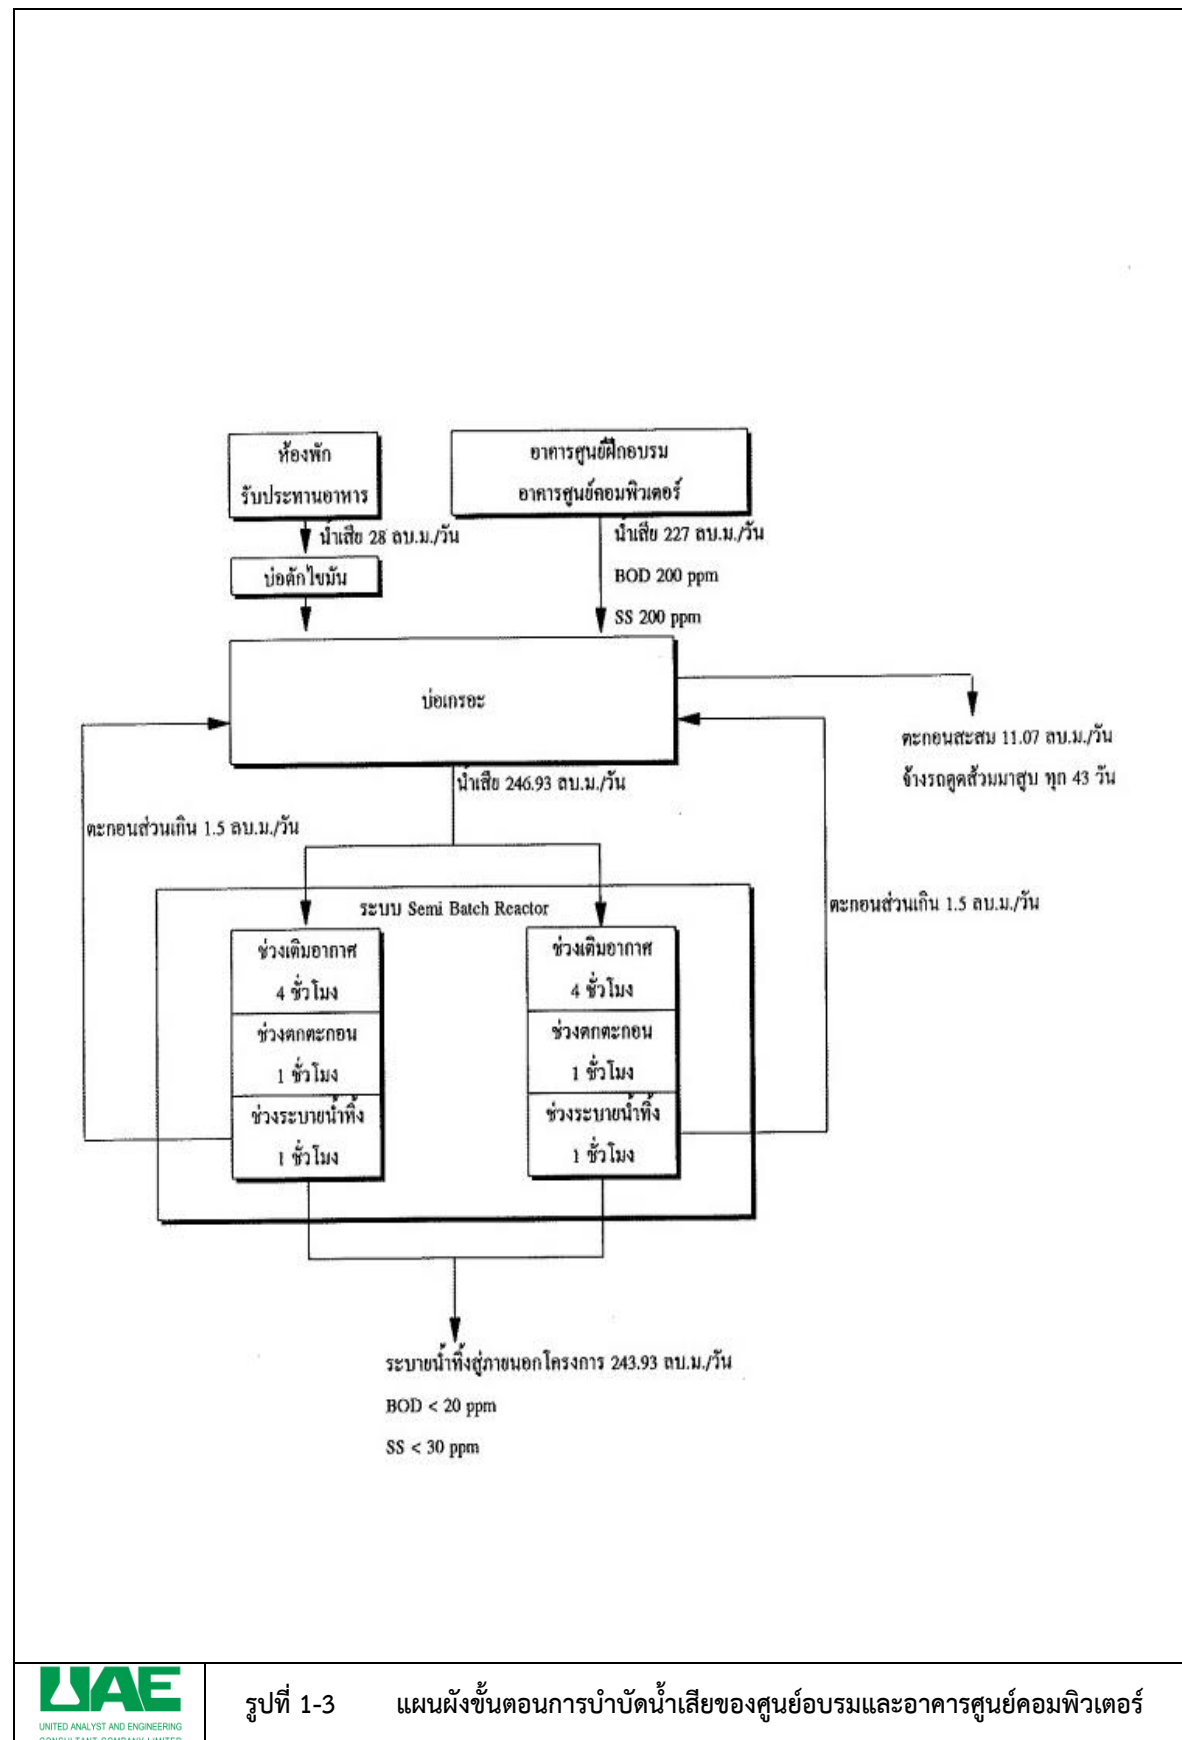 ห้องพัก
รับประทานอาหาร
อาคารศูนย์ฝึกอบรม
อาคารศูนย์คอมพิวเตอร์
น้ำเสีย 28 ลบ.ม./วัน
น้ำเสีย 227 ลบ.ม./วัน
บ่อดักไขมัน
BOD 200 ppm
SS 200 ppm
บ่อเกรอะ
ตะกอนสะสม 11.07 ลบ.ม./วัน
จ้างรถดูดส้วมมาสูบ ทุก 43 วัน
น้ำเสีย 246.93 ลบ.ม./วัน
ตะกอนส่วนเกิน 1.5 ลบ.ม./วัน
ตะกอนส่วนเกิน 1.5 ลบ.ม./วัน
ระบบ Semi Batch Reactor
ช่วงเติมอากาศ
4 ชั่วโมง
ช่วงตกตะกอน
1 ชั่วโมง
ช่วงระบายน้ำทิ้ง
1 ชั่วโมง
ช่วงเติมอากาศ
4 ชั่วโมง
ช่วงตกตะกอน
1 ชั่วโมง
ช่วงระบายน้ำทิ้ง
1 ชั่วโมง
ระบายน้ำทิ้งสู่ภายนอกโครงการ 243.93 ลบ.ม./วัน
BOD < 20 ppm
SS < 30 ppm
UAE
UNITED ANALYST AND ENGINEERING
CONSULTANT COMPANY LIMITED
รูปที่ 1-3 แผนผังขั้นตอนการบำบัดน้ำเสียของศูนย์อบรมและอาคารศูนย์คอมพิวเตอร์